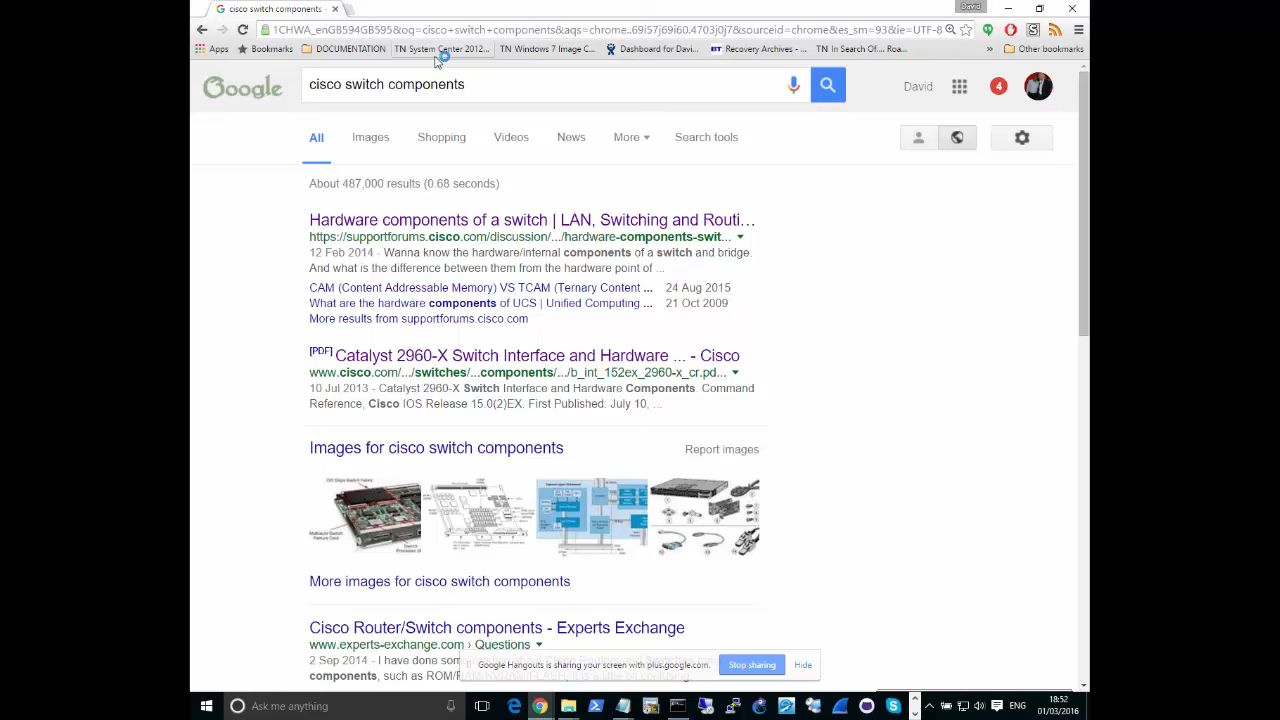 David
cisco switch components -
1CHWA_enGB594GB595&oq=cisco+switch+components&aqs=chrome..69i57j69i60.4703j0j7&sourceid=chrome&es_sm=93&ie=UTF-8
Apps Bookmarks DOCUMENTATION TN System Center 2012... TN Windows 7 Image C... Dashboard for Davi... BT Recovery Archives - ... TN In Search Of... Roa... » Other bookmarks
Google cisco switch components David 4
All Images Shopping Videos News More Search tools
About 487,000 results (0.68 seconds)
Hardware components of a switch | LAN, Switching and Routi...
https://supportforums.cisco.com/discussion/.../hardware-components-swit...
12 Feb 2014 - Wanna know the hardware/internal components of a switch and bridge.
And what is the difference between them from the hardware point of ...
CAM (Content Addressable Memory) VS TCAM (Ternary Content ... 24 Aug 2015
What are the hardware components of UCS | Unified Computing ... 21 Oct 2009
More results from supportforums.cisco.com
[PDF] Catalyst 2960-X Switch Interface and Hardware ... - Cisco
www.cisco.com/.../switches/...components/.../b_int_152ex_2960-x_cr.pd...
10 Jul 2013 - Catalyst 2960-X Switch Interface and Hardware Components. Command
Reference, Cisco IOS Release 15.0(2)EX. First Published: July 10, ...
Images for cisco switch components Report images
More images for cisco switch components
Cisco Router/Switch components - Experts Exchange
www.experts-exchange.com › Questions
2 Sep 2014 - I have done som
Google Hangouts is sharing your screen with plus.google.com. Stop sharing Hide
components, such as ROM/RAM/NVRAM/FLASH
Ask me anything
ENG
18:52
01/03/2016